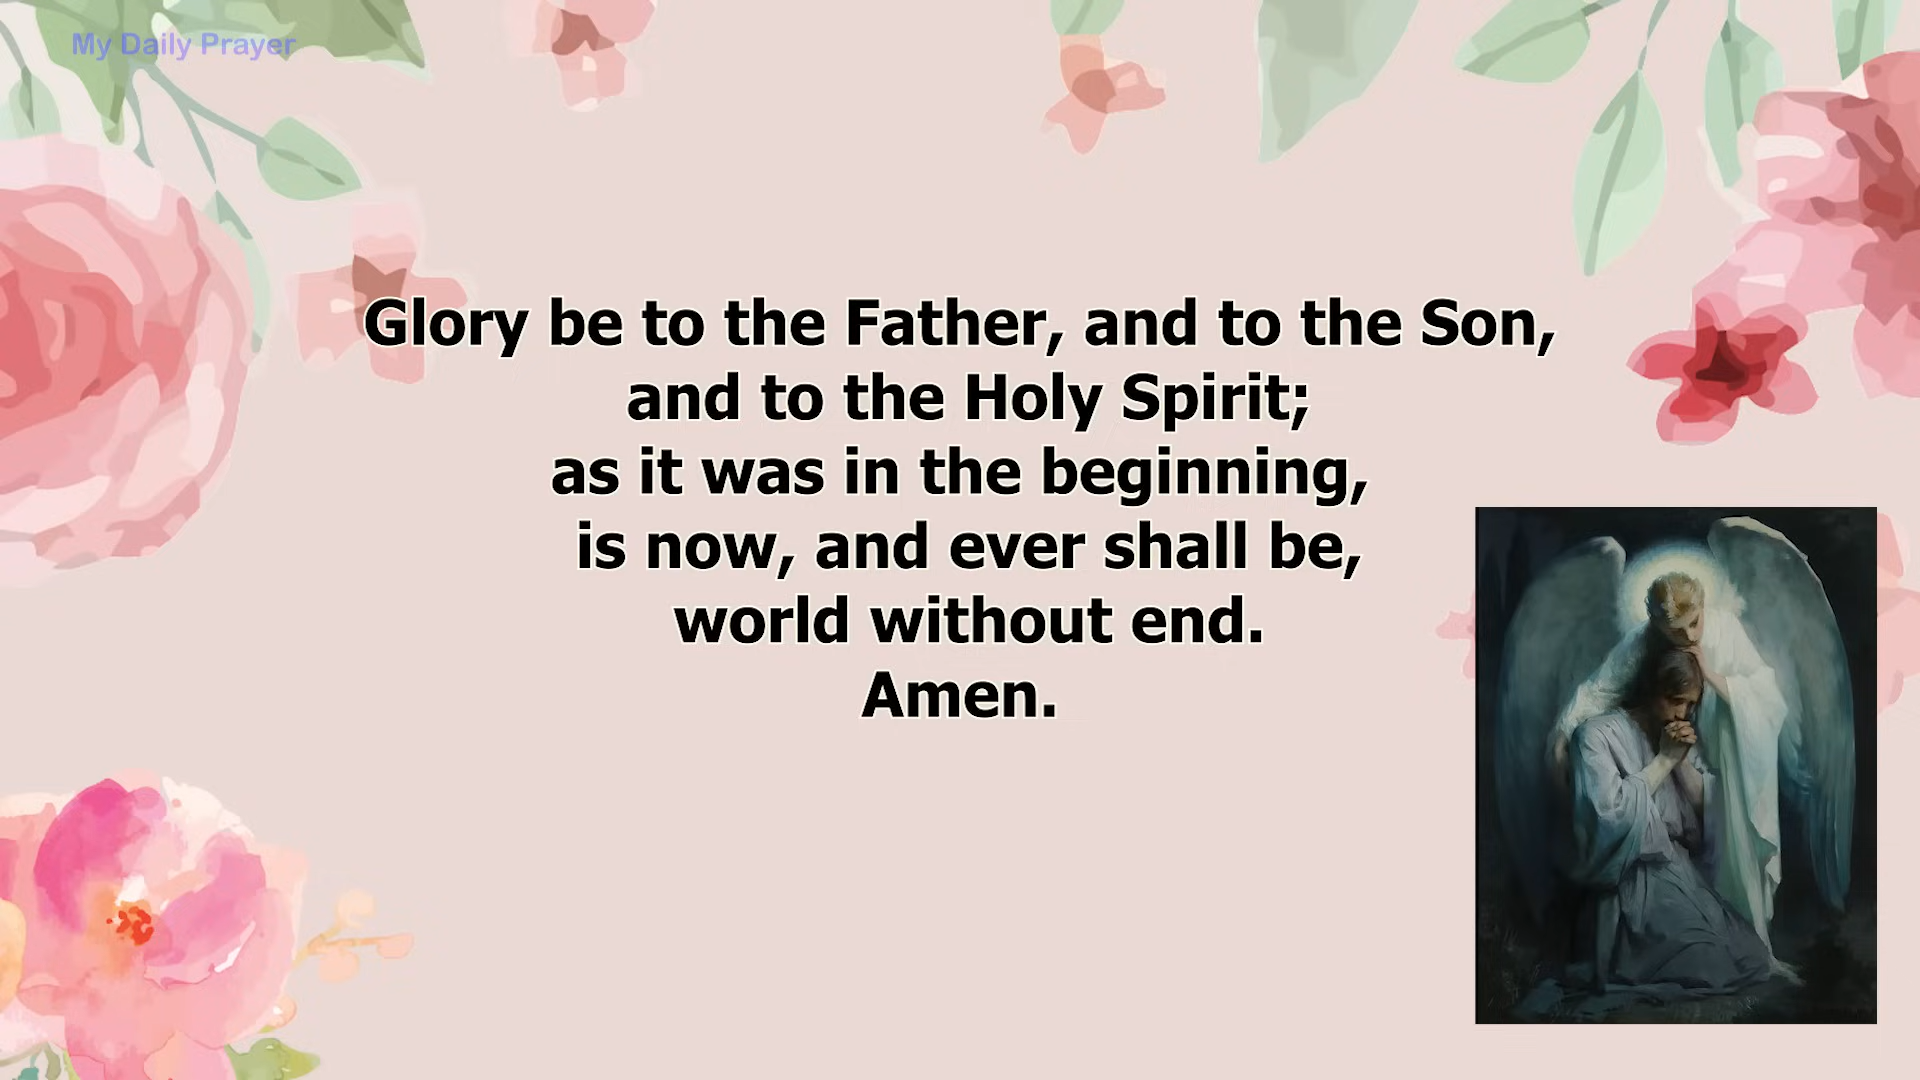 My Daily Prayer
Glory be to the Father, and to the Son,
and to the Holy Spirit;
as it was in the beginning,
is now, and ever shall be,
world without end.
Amen.